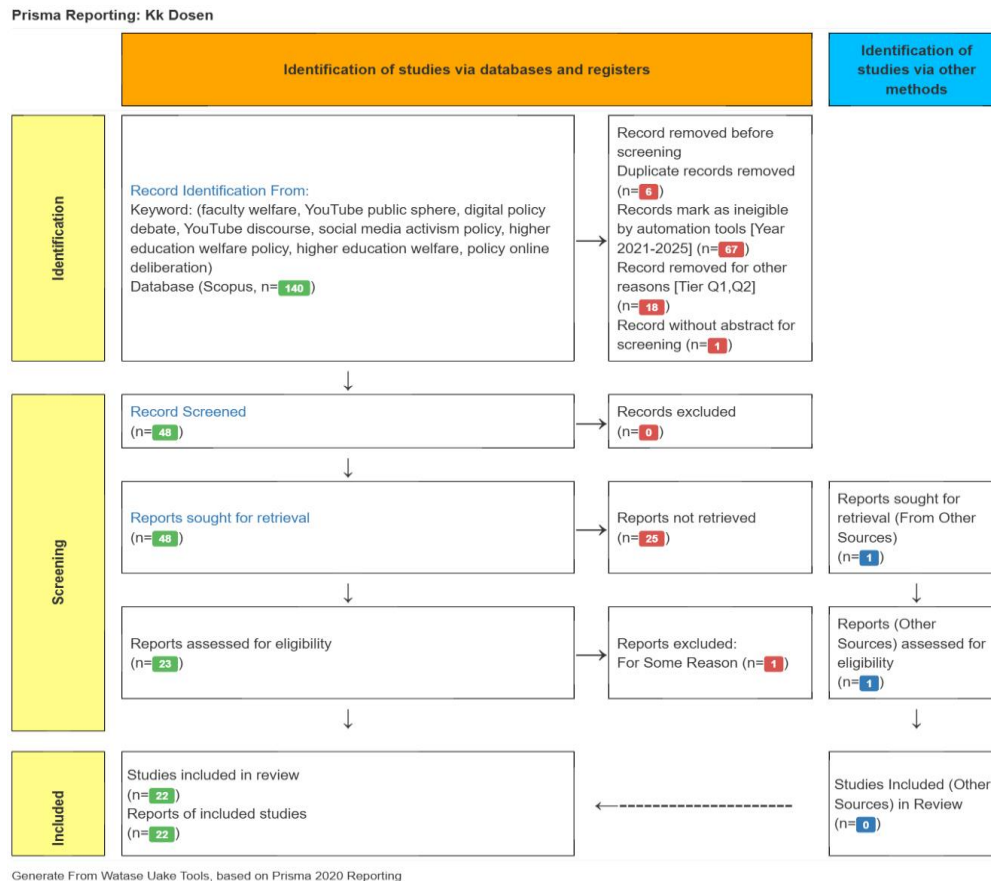 Prisma Reporting: Kk Dosen
Identification of studies via databases and registers
Identification of
studies via other
methods
Identification
Record Identification From:
Keyword: (faculty welfare, YouTube public sphere, digital policy
debate, YouTube discourse, social media activism policy, higher
education welfare policy, higher education welfare, policy online
deliberation)
Database (Scopus, n= 140 )
Record removed before
screening
Duplicate records removed
(n= 6 )
Records mark as ineigible
by automation tools [Year
2021-2025] (n= 67 )
Record removed for other
reasons [Tier Q1,Q2]
(n= 18 )
Record without abstract for
screening (n= 1 )
Screening
Record Screened
(n= 48 )
Records excluded
(n= 0 )
Reports sought for retrieval
(n= 48 )
Reports not retrieved
(n= 25 )
Reports sought for
retrieval (From Other
Sources)
(n= 1 )
Reports assessed for eligibility
(n= 23 )
Reports excluded:
For Some Reason (n= 1 )
Reports (Other
Sources) assessed for
eligibility
(n= 1 )
Included
Studies included in review
(n= 22 )
Reports of included studies
(n= 22 )
Studies Included (Other
Sources) in Review
(n= 0 )
Generate From Watase Uake Tools, based on Prisma 2020 Reporting